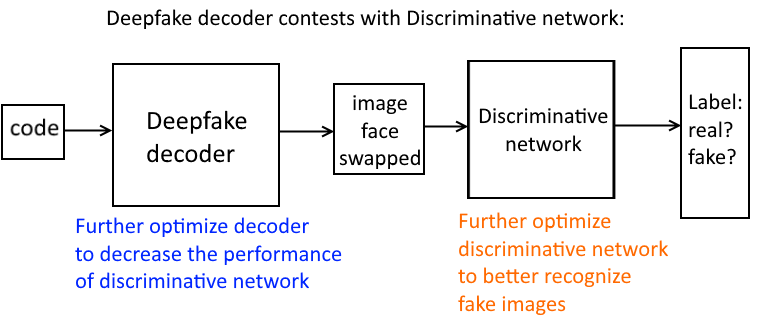 Deepfake decoder contests with Discriminative network:
code
Deepfake
decoder
image
face
swapped
Discriminative
network
Label:
real?
fake?
Further optimize decoder
to decrease the performance
of discriminative network
Further optimize
discriminative network
to better recognize
fake images